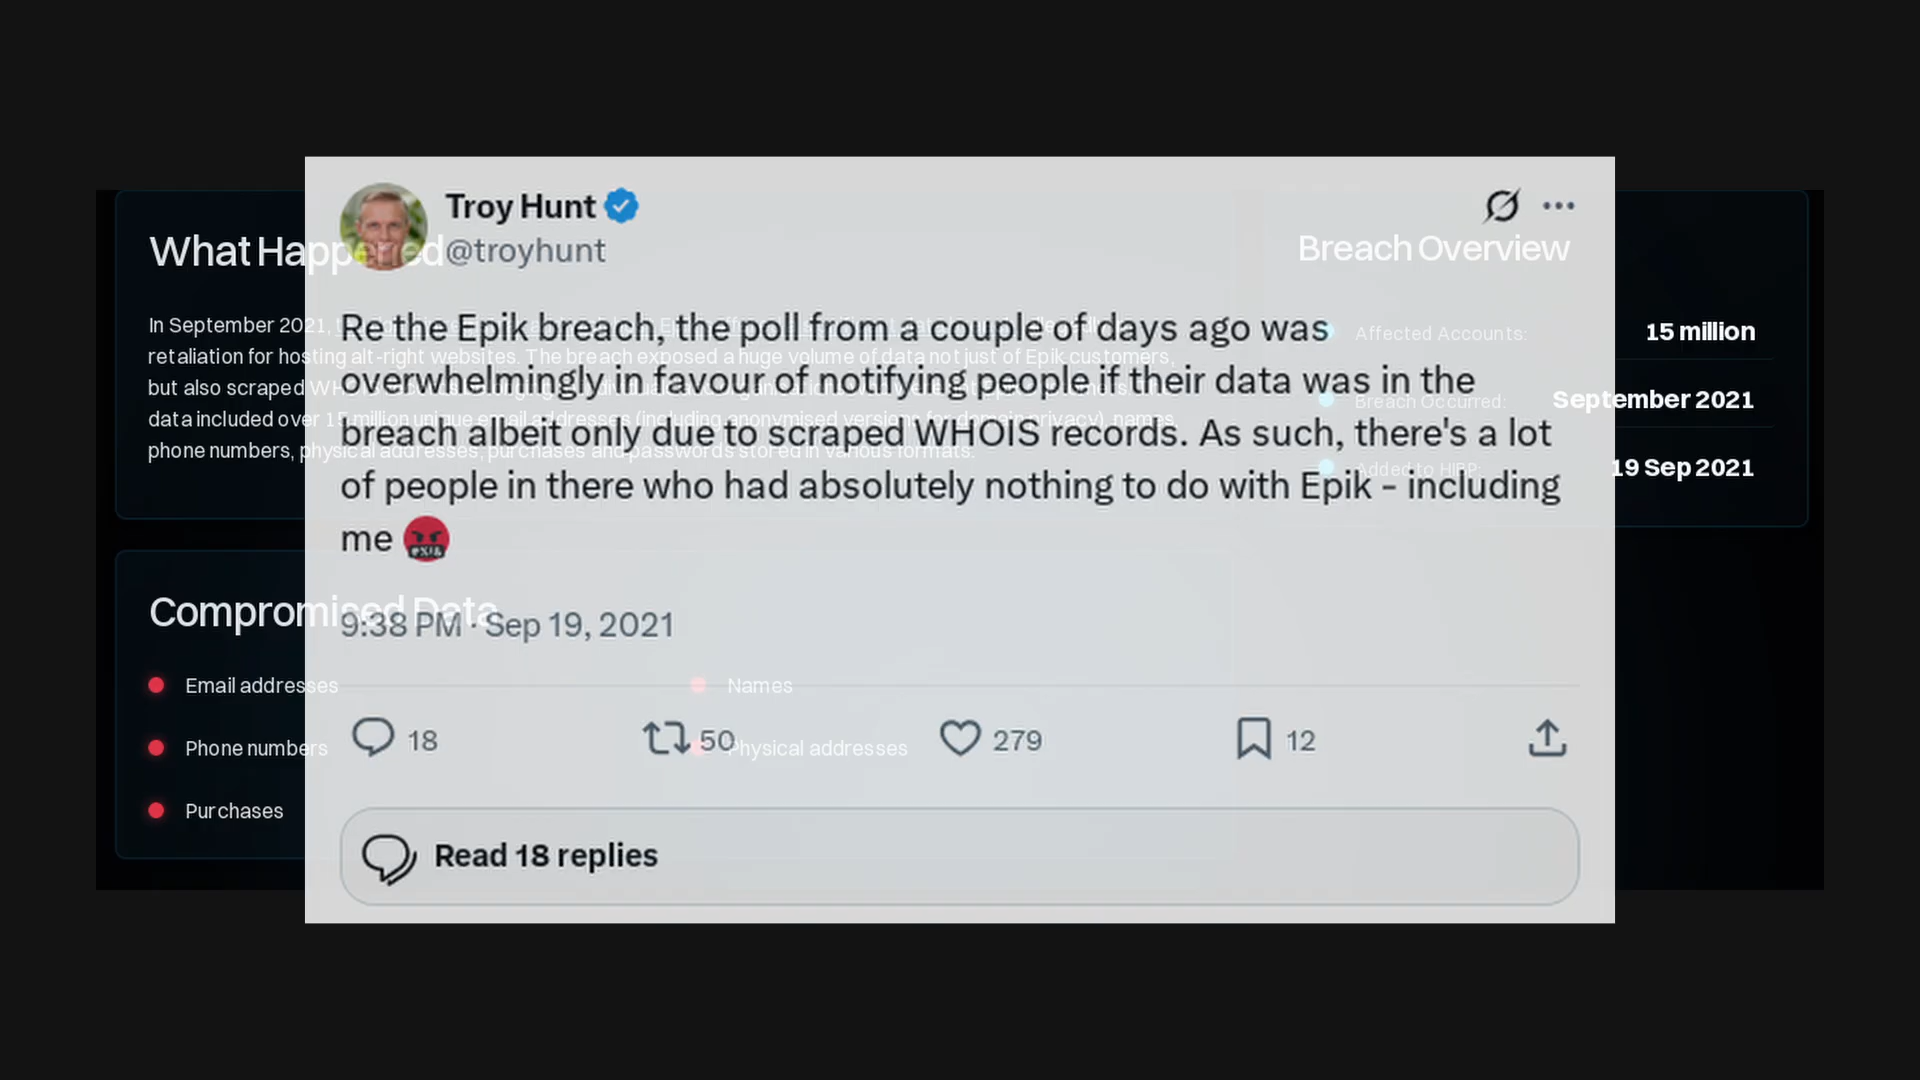 Troy Hunt
@troyhunt
Re the Epik breach, the poll from a couple of days ago was
overwhelmingly in favour of notifying people if their data was in the
breach albeit only due to scraped WHOIS records. As such, there's a lot
of people in there who had absolutely nothing to do with Epik - including
me
9:38 PM · Sep 19, 2021
18
50
279
12
Read 18 replies
What Happened
In September 2021,
retaliation for hosting alt-right websites. The breach exposed a huge volume of data not just of Epik customers,
but also scraped WHOIS
data included over 15 million unique email addresses (including anonymised versions for domain privacy), names,
phone numbers, physical addresses, purchases and passwords stored in various formats.
Breach Overview
Affected Accounts: 15 million
Breach Occurred: September 2021
Added to HIBP: 19 Sep 2021
Compromised Data
Email addresses
Names
Phone numbers
Physical addresses
Purchases